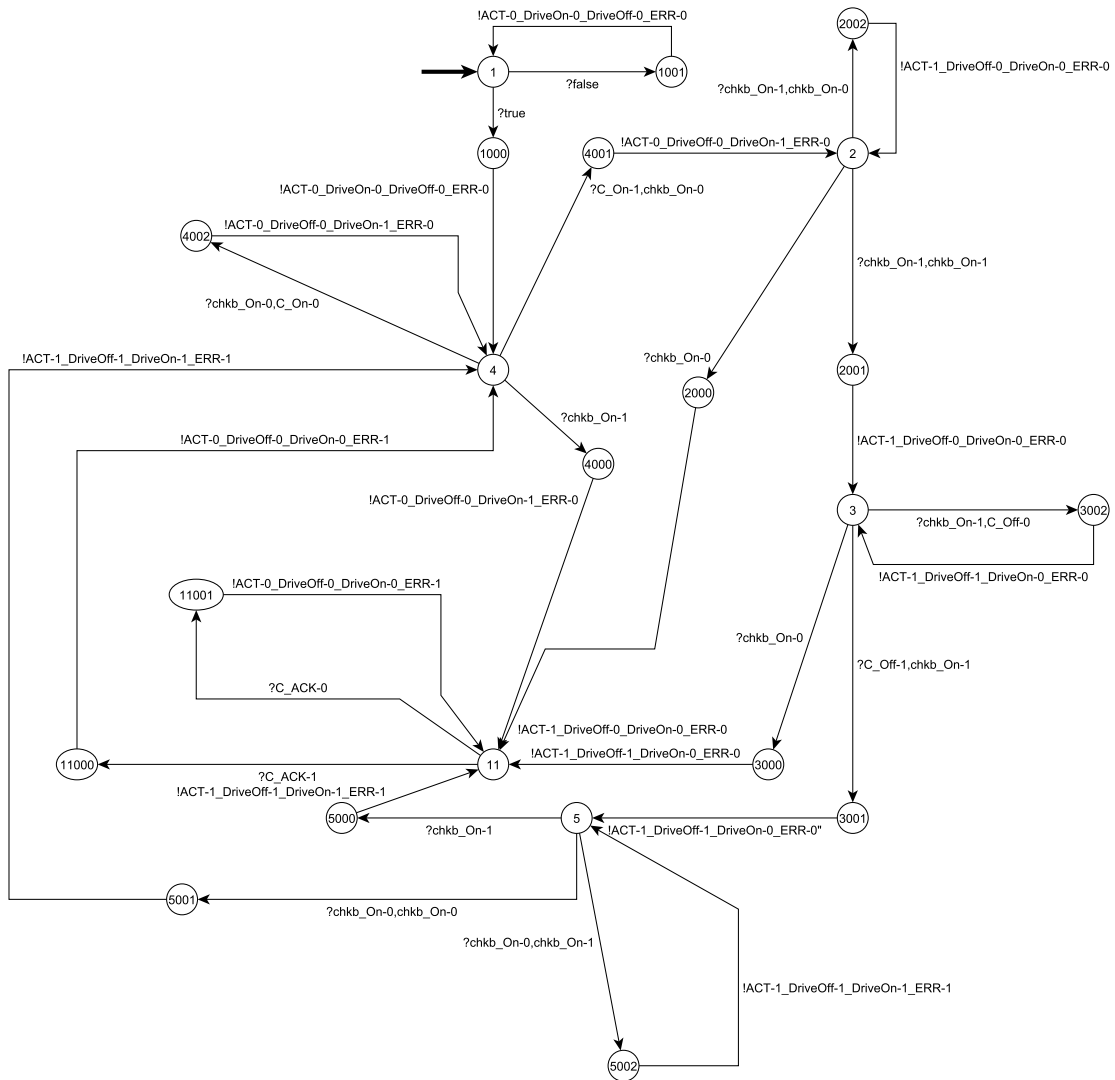 !ACT-0_DriveOn-0_DriveOff-0_ERR-0
2002
1
1001
!ACT-1_DriveOff-0_DriveOn-0_ERR-0
?false
?chkb_On-1,chkb_On-0
?true
1000
4001
!ACT-0_DriveOff-0_DriveOn-1_ERR-0
2
!ACT-0_DriveOn-0_DriveOff-0_ERR-0
?C_On-1,chkb_On-0
4002
!ACT-0_DriveOff-0_DriveOn-1_ERR-0
?chkb_On-1,chkb_On-1
?chkb_On-0,C_On-0
!ACT-1_DriveOff-1_DriveOn-1_ERR-1
?chkb_On-0
4
2001
2000
?chkb_On-1
!ACT-0_DriveOff-0_DriveOn-0_ERR-1
!ACT-1_DriveOff-0_DriveOn-0_ERR-0
4000
!ACT-0_DriveOff-0_DriveOn-1_ERR-0
3
3002
?chkb_On-1,C_Off-0
!ACT-1_DriveOff-1_DriveOn-0_ERR-0
11001
!ACT-0_DriveOff-0_DriveOn-0_ERR-1
?chkb_On-0
?C_Off-1,chkb_On-1
?C_ACK-0
!ACT-1_DriveOff-0_DriveOn-0_ERR-0
!ACT-1_DriveOff-1_DriveOn-0_ERR-0
11000
11
3000
?C_ACK-1
!ACT-1_DriveOff-1_DriveOn-1_ERR-1
5000
?chkb_On-1
5
!ACT-1_DriveOff-1_DriveOn-0_ERR-0"
3001
5001
?chkb_On-0,chkb_On-0
?chkb_On-0,chkb_On-1
!ACT-1_DriveOff-1_DriveOn-1_ERR-1
5002